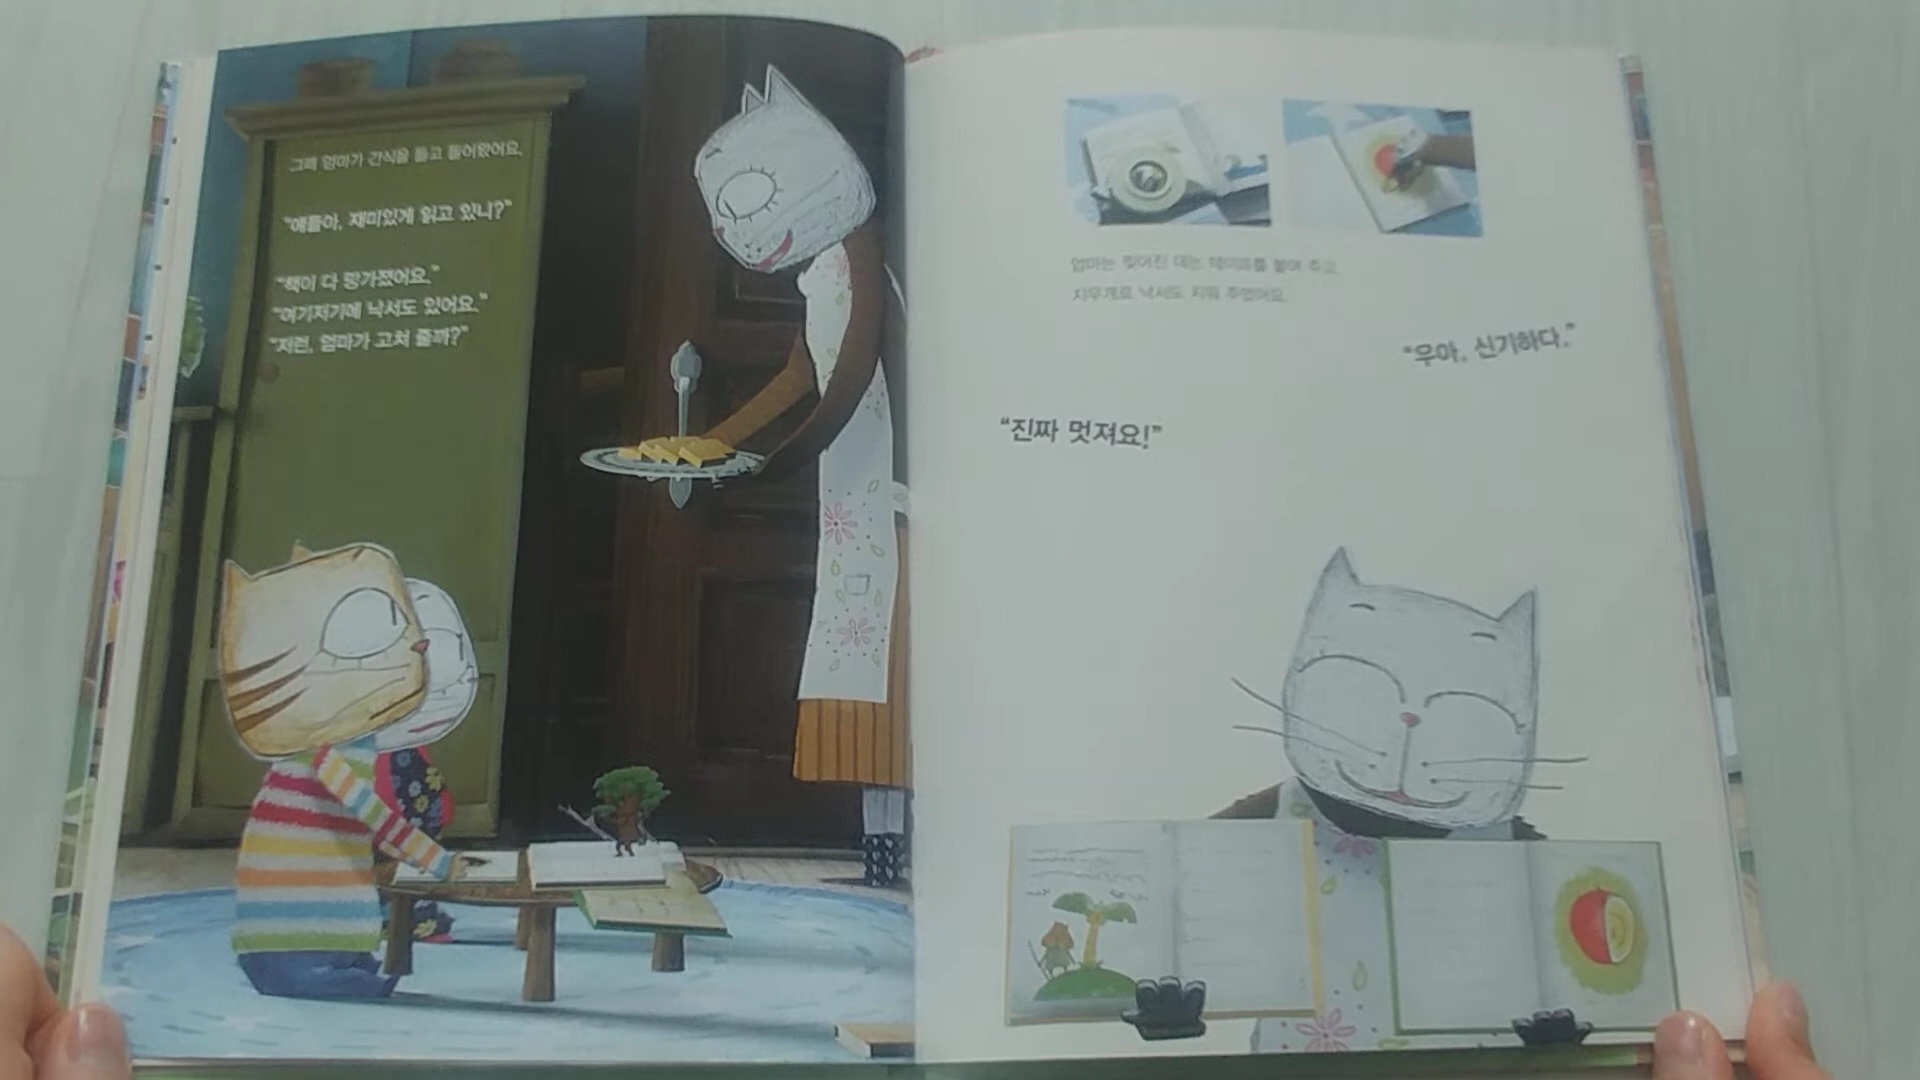 그때 엄마가 간식을 들고 들어왔어요.
"얘들아, 재미있게 읽고 있니?"
"책이 다 망가졌어요."
"여기저기에 낙서도 있어요."
"저런, 엄마가 고쳐 줄까?"
엄마는 찢어진 데는 테이프를 붙여 주고,
지우개로 낙서도 지워 주었어요.
"우아, 신기하다."
"진짜 멋져요!"